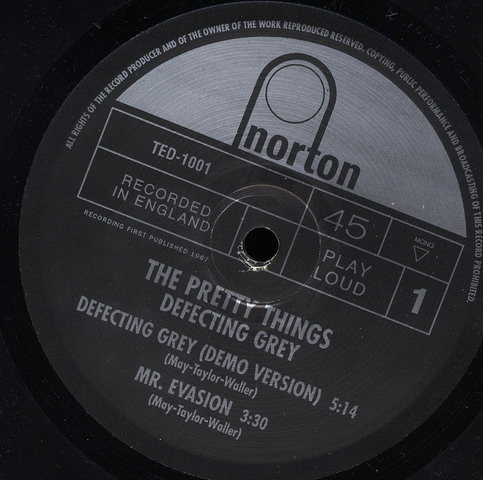 ALL RIGHTS OF THE RECORD PRODUCER AND OF THE OWNER OF THE WORK REPRODUCED RESERVED. COPYING, PUBLIC PERFORMANCE AND BROADCASTING OF THIS RECORD PROHIBITED.
norton
TED-1001
RECORDED
IN ENGLAND
45
MONO
PLAY
LOUD
1
RECORDING FIRST PUBLISHED 1967
THE PRETTY THINGS
DEFECTING GREY
DEFECTING GREY (DEMO VERSION) 5:14
(May-Taylor-Waller)
MR. EVASION 3:30
(May-Taylor-Waller)